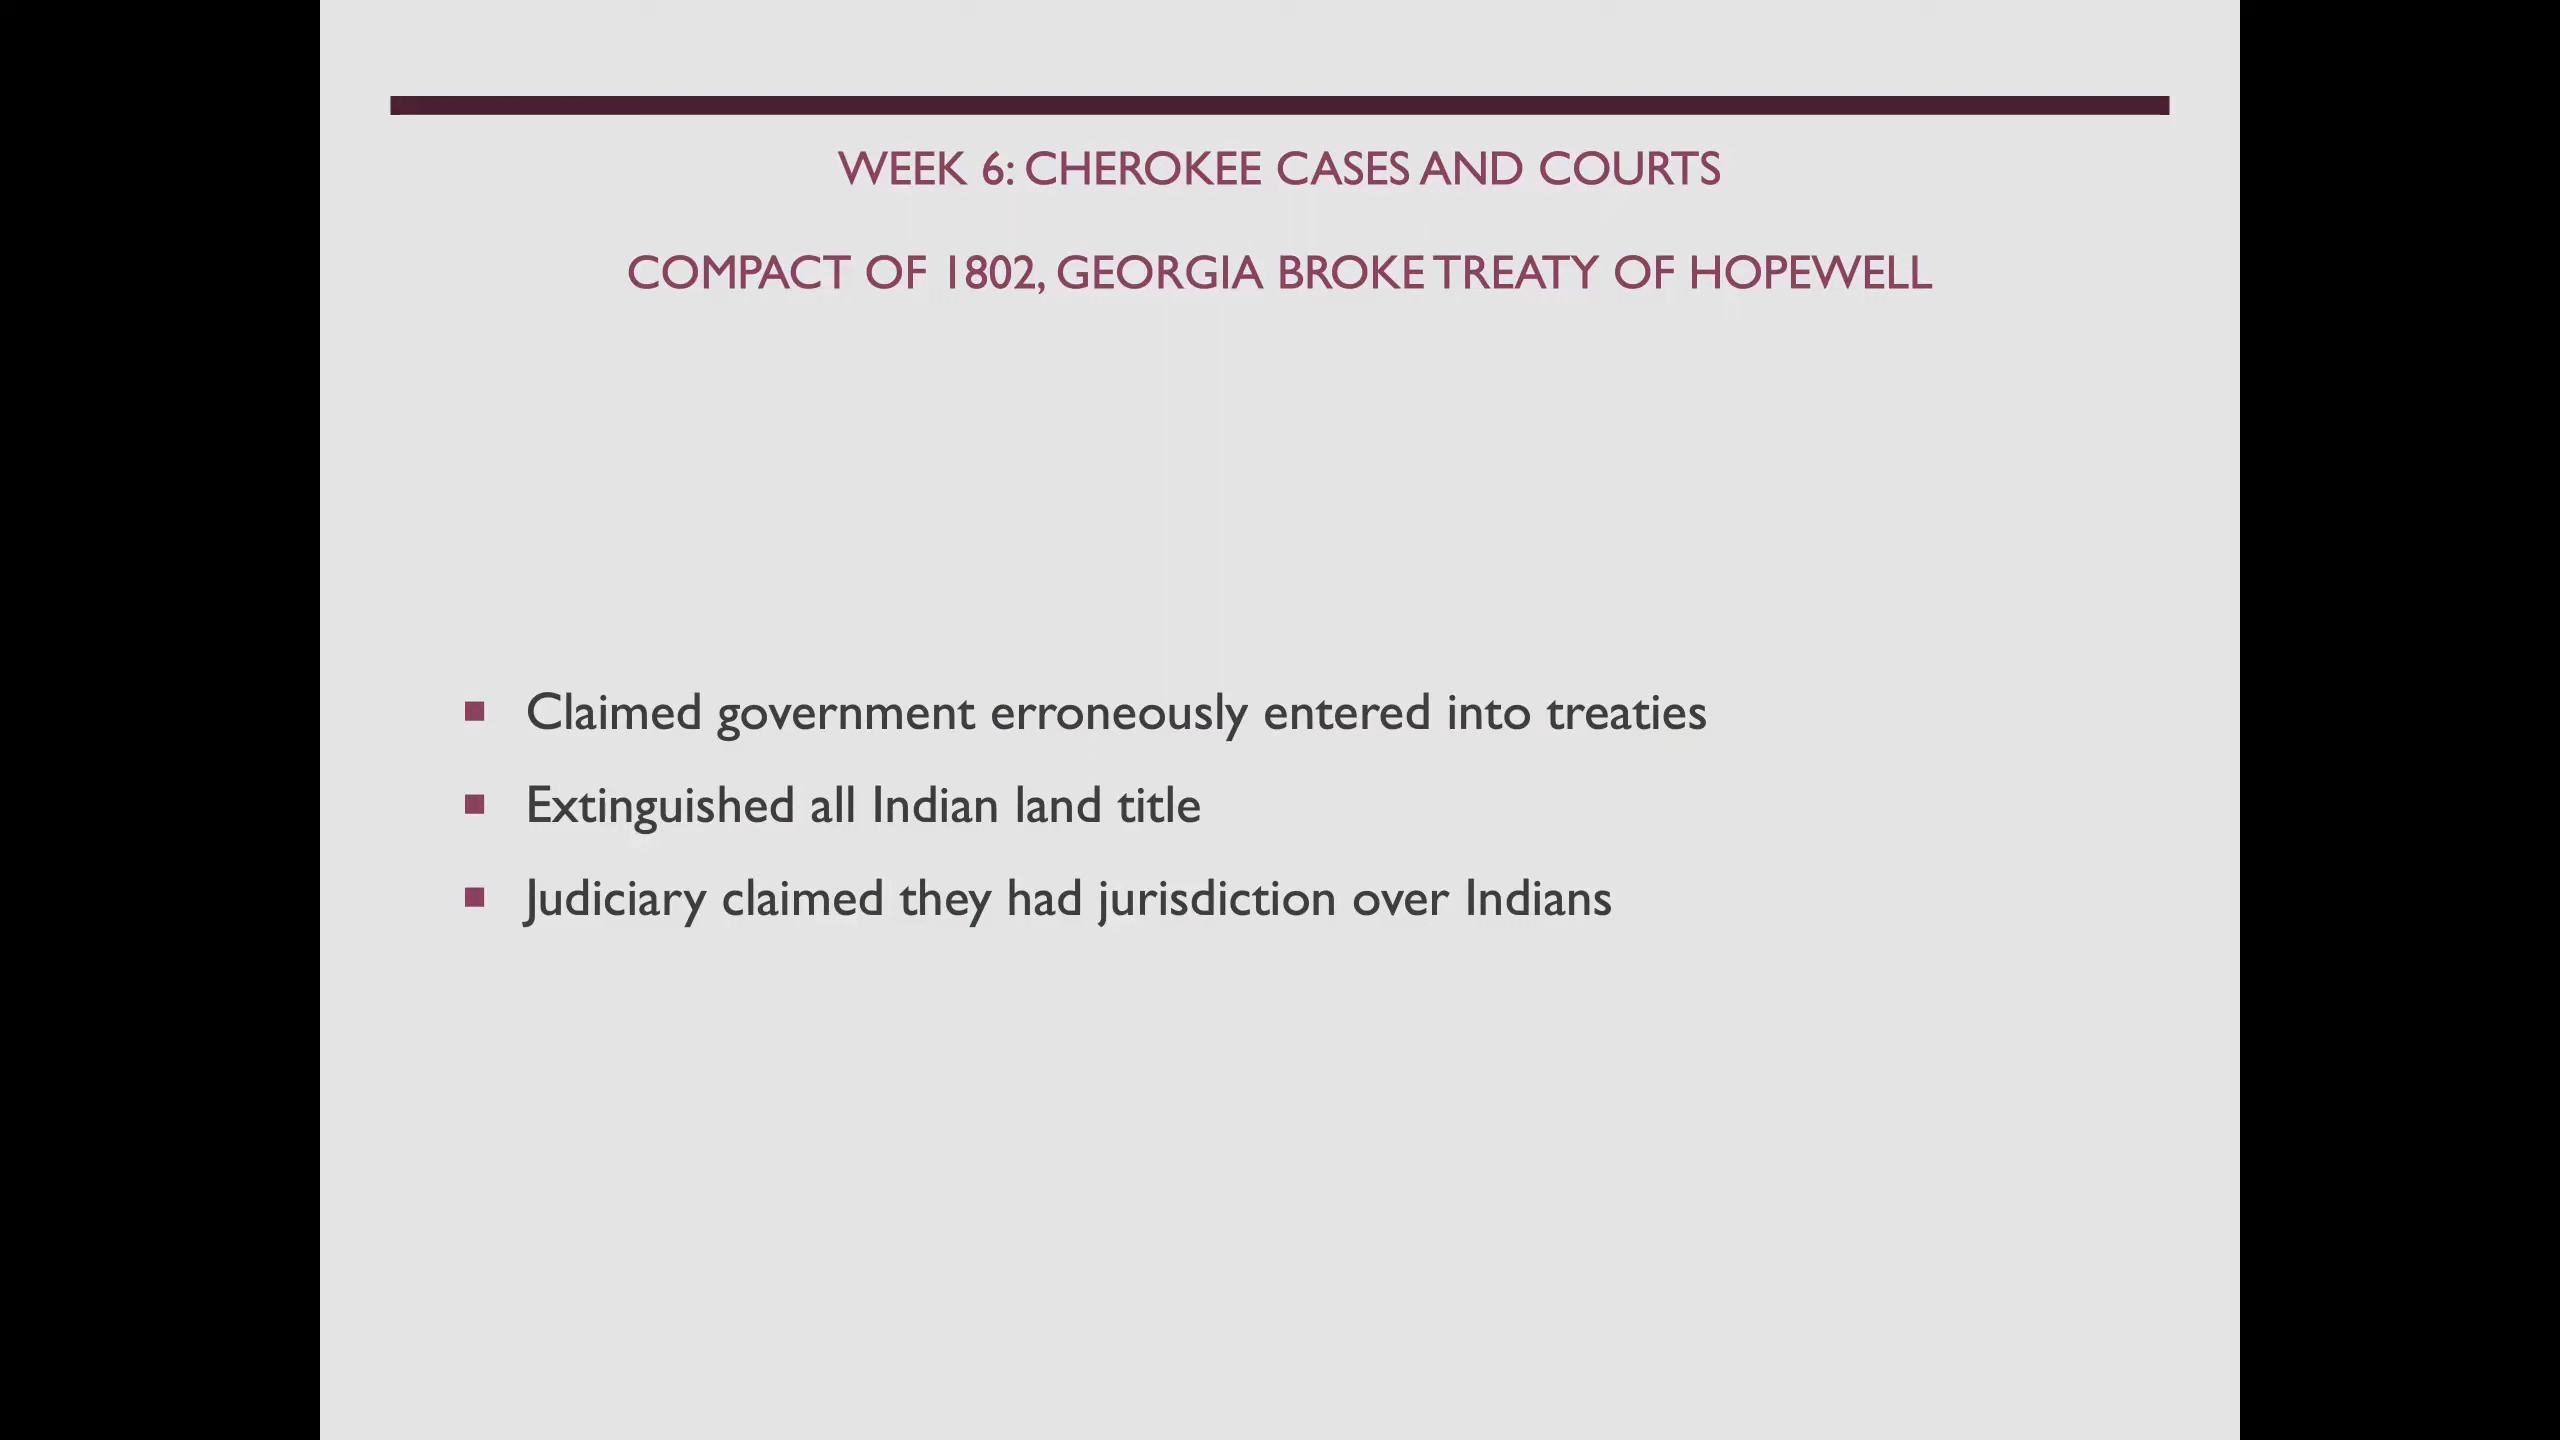 WEEK 6: CHEROKEE CASES AND COURTS
COMPACT OF 1802, GEORGIA BROKE TREATY OF HOPEWELL
Claimed government erroneously entered into treaties
Extinguished all Indian land title
Judiciary claimed they had jurisdiction over Indians